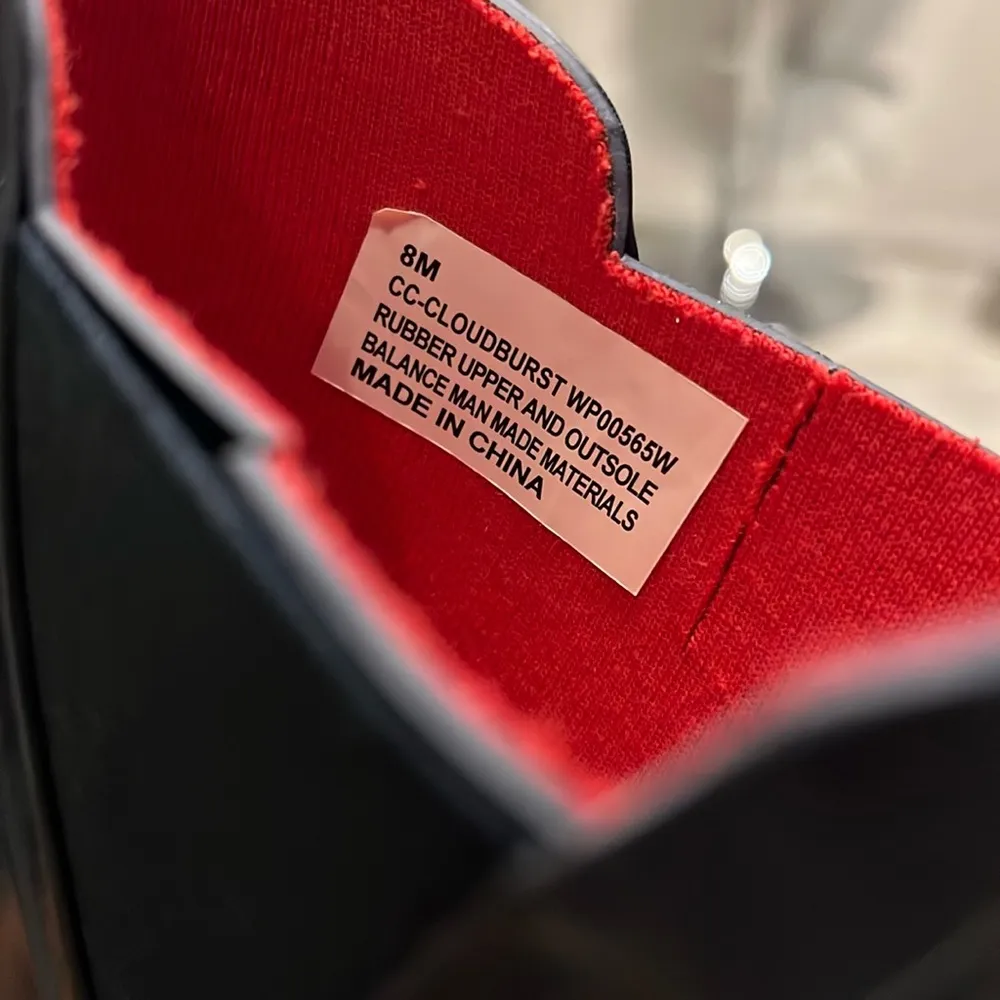 8M
CC-CLOUDBURST WP00565W
RUBBER UPPER AND OUTSOLE
BALANCE MAN MADE MATERIALS
MADE IN CHINA